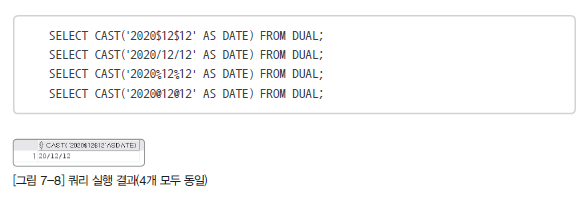 SELECT CAST('2020$12$12' AS DATE) FROM DUAL;
SELECT CAST('2020/12/12' AS DATE) FROM DUAL;
SELECT CAST('2020%12%12' AS DATE) FROM DUAL;
SELECT CAST('2020@12@12' AS DATE) FROM DUAL;
CAST('2020$12$12'ASDATE)
1 20/12/12
[그림 7-8] 쿼리 실행 결과(4개 모두 동일)